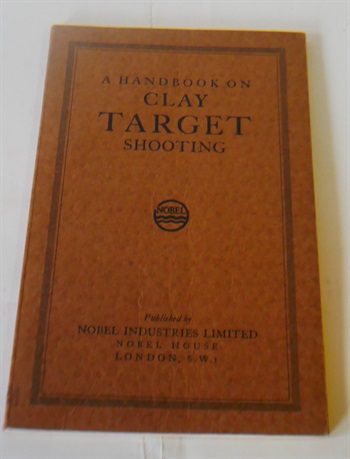 A HANDBOOK ON
CLAY
TARGET
SHOOTING
NOBEL
Published by
NOBEL INDUSTRIES LIMITED
NOBEL HOUSE
LONDON, S.W.1